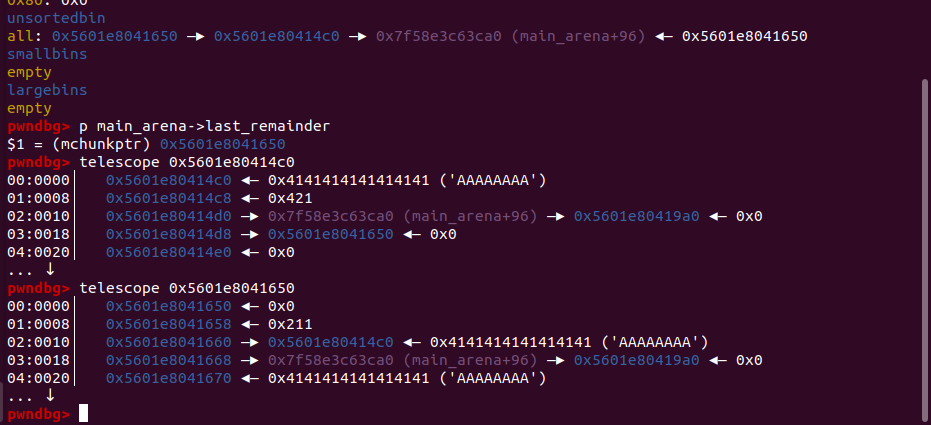 0x80: 0x0
unsortedbin
all: 0x5601e8041650 —▸ 0x5601e80414c0 —▸ 0x7f58e3c63ca0 (main_arena+96) ◂— 0x5601e8041650
smallbins
empty
largebins
empty
pwndbg> p main_arena->last_remainder
$1 = (mchunkptr) 0x5601e8041650
pwndbg> telescope 0x5601e80414c0
00:0000│   0x5601e80414c0 ◂— 0x4141414141414141 ('AAAAAAAA')
01:0008│   0x5601e80414c8 ◂— 0x421
02:0010│   0x5601e80414d0 —▸ 0x7f58e3c63ca0 (main_arena+96) —▸ 0x5601e80419a0 ◂— 0x0
03:0018│   0x5601e80414d8 —▸ 0x5601e8041650 ◂— 0x0
04:0020│   0x5601e80414e0 ◂— 0x0
... ↓
pwndbg> telescope 0x5601e8041650
00:0000│   0x5601e8041650 ◂— 0x0
01:0008│   0x5601e8041658 ◂— 0x211
02:0010│   0x5601e8041660 —▸ 0x5601e80414c0 ◂— 0x4141414141414141 ('AAAAAAAA')
03:0018│   0x5601e8041668 —▸ 0x7f58e3c63ca0 (main_arena+96) —▸ 0x5601e80419a0 ◂— 0x0
04:0020│   0x5601e8041670 ◂— 0x4141414141414141 ('AAAAAAAA')
... ↓
pwndbg>